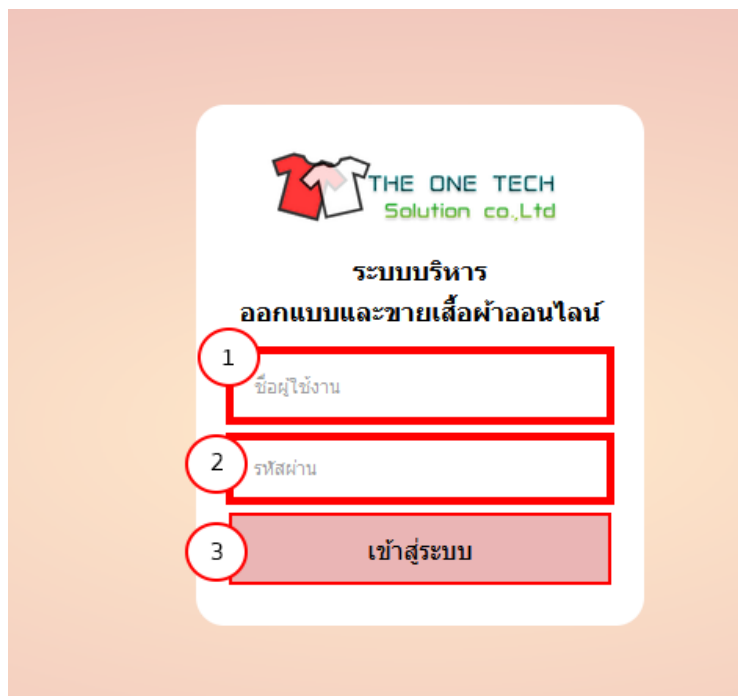 THE ONE TECH
Solution co.,Ltd
ระบบบริหาร
ออกแบบและขายเสื้อผ้าออนไลน์
1
ชื่อผู้ใช้งาน
2
รหัสผ่าน
3
เข้าสู่ระบบ